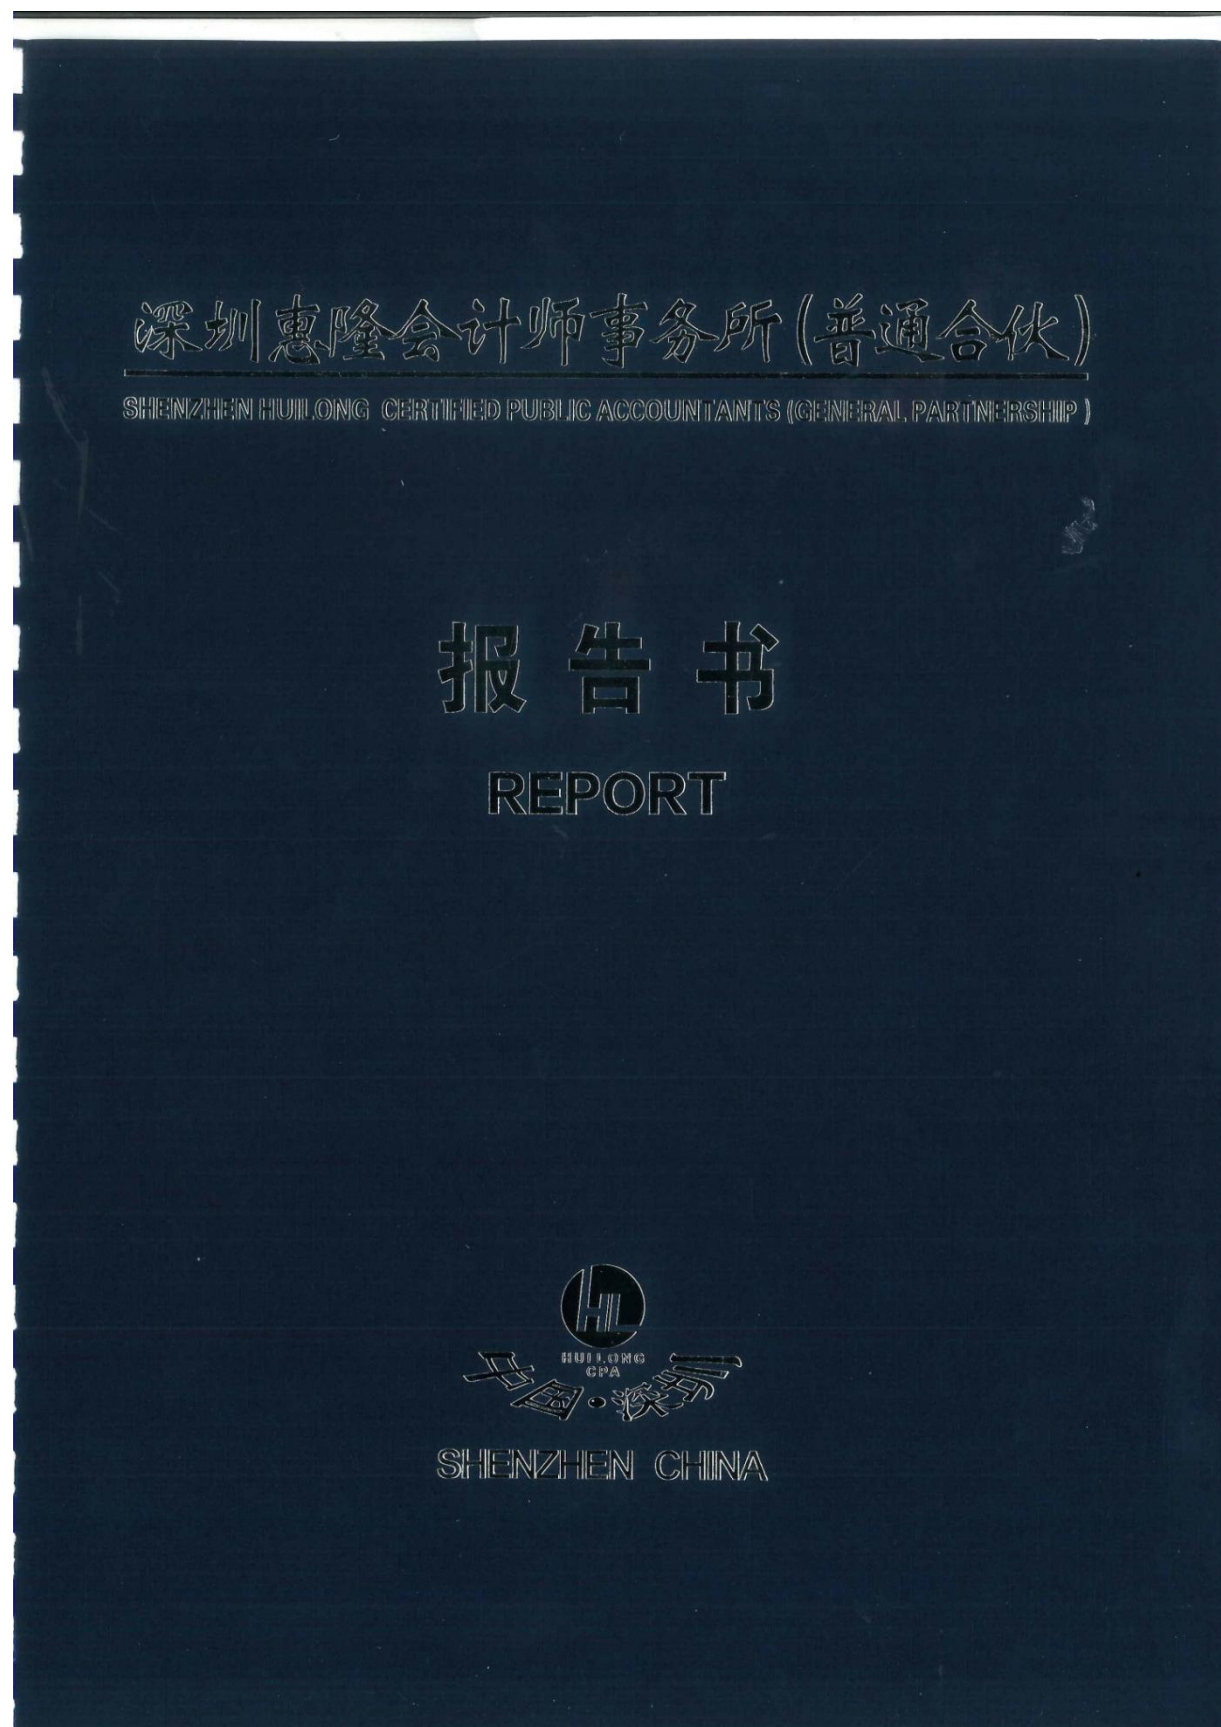 深圳惠隆会计师事务所(普通合伙)
SHENZHEN HUILONG CERTIFIED PUBLIC ACCOUNTANTS (GENERAL PARTNERSHIP )
报告书
REPORT
HL
HUILONG
CPA
中国·深圳
SHENZHEN CHINA